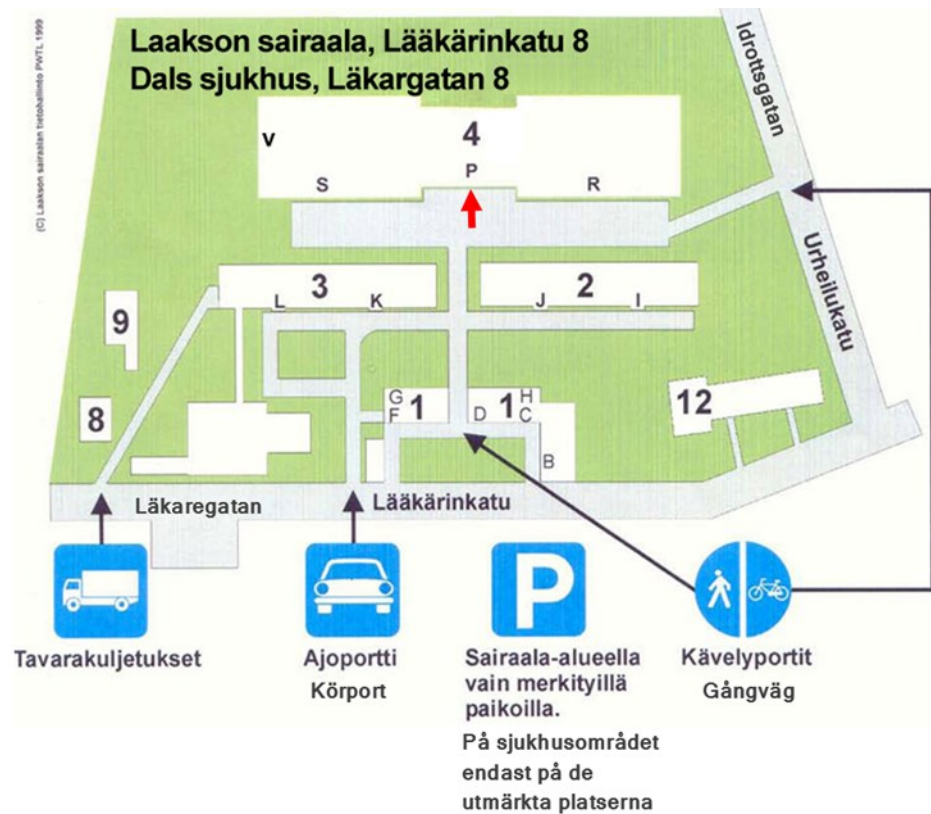 (C) Laakson sairaalan tietohallinto PWTL 1999
Laakson sairaala, Lääkärinkatu 8
Dals sjukhus, Läkargatan 8
Idrottsgatan
V
4
P
S
R
Urheilukatu
3
2
L
K
J
I
9
8
G
F
1
D
1
H
C
B
12
Läkaregatan
Lääkärinkatu
P
Tavarakuljetukset
Ajoportti
Körport
Sairaala-alueella
vain merkityillä
paikoilla.
På sjukhusområdet
endast på de
utmärkta platserna
Kävelyportit
Gångväg